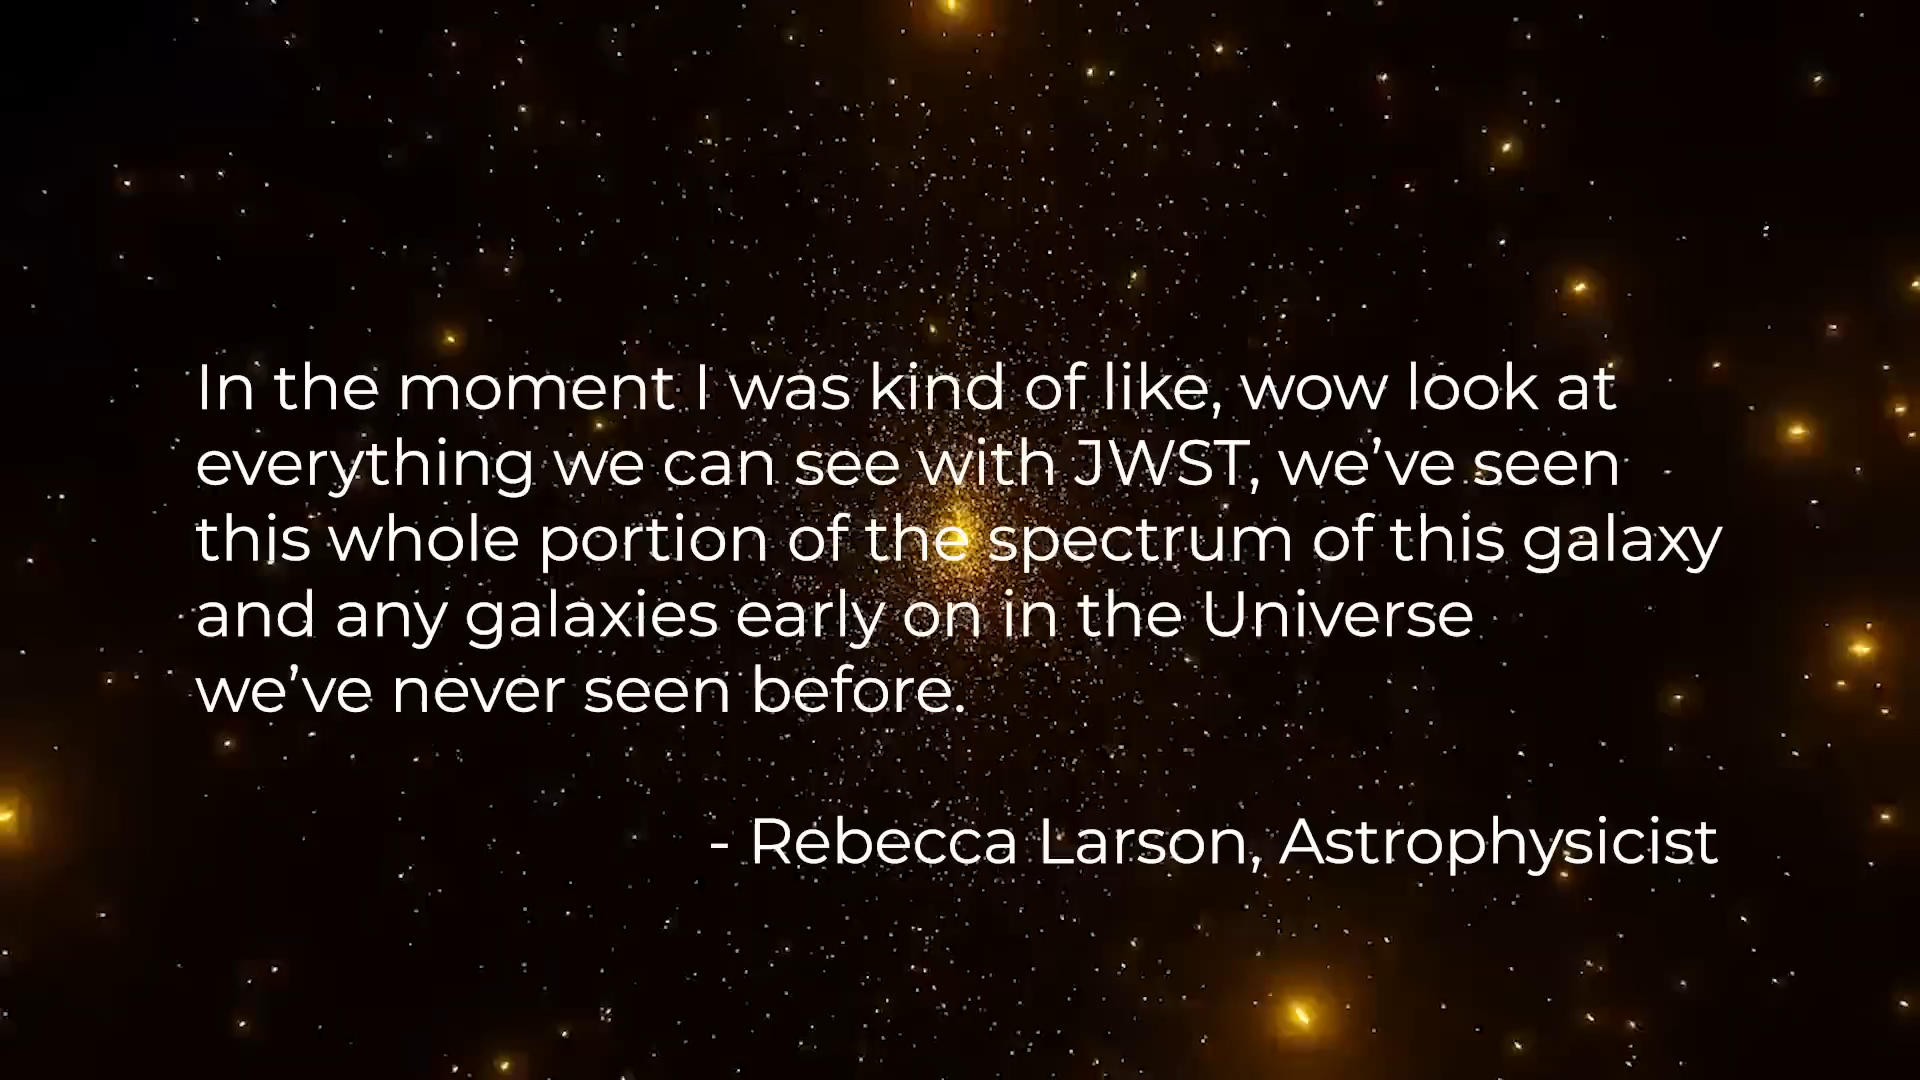 In the moment I was kind of like, wow look at
everything we can see with JWST, we’ve seen
this whole portion of the spectrum of this galaxy
and any galaxies early on in the Universe
we’ve never seen before.
- Rebecca Larson, Astrophysicist